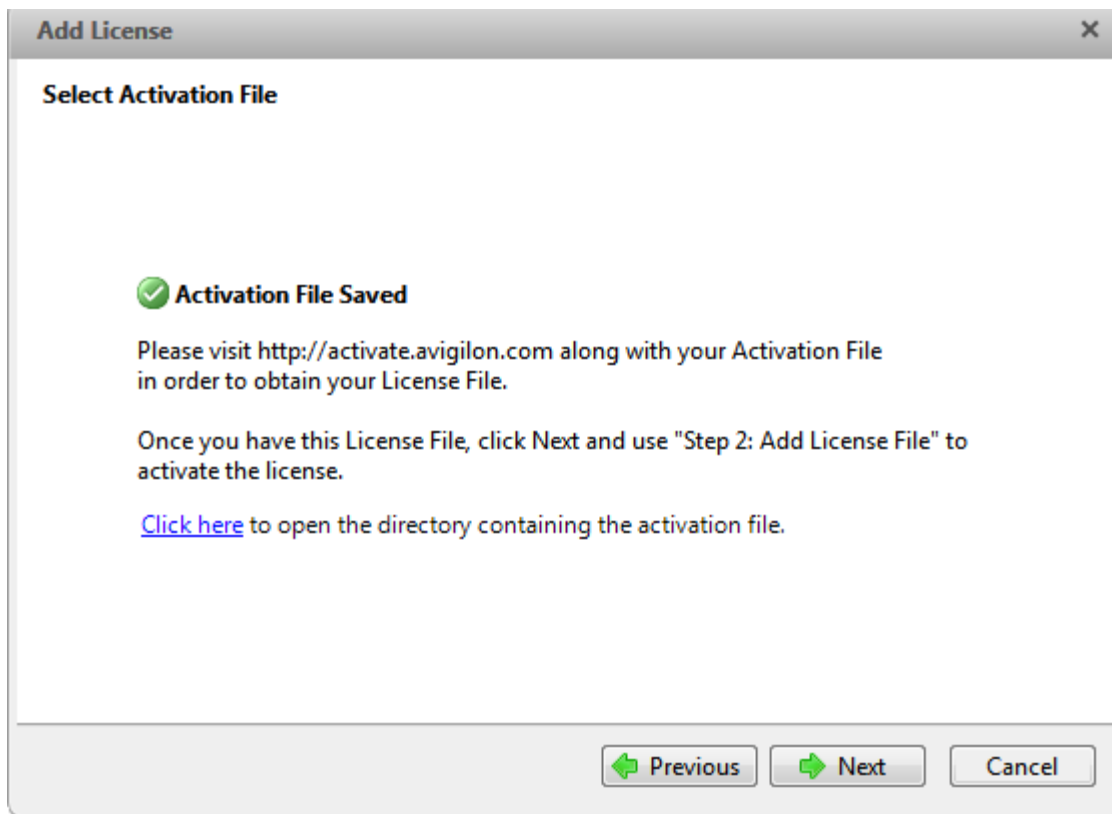 Add License
Select Activation File
Activation File Saved
Please visit http://activate.avigilon.com along with your Activation File
in order to obtain your License File.
Once you have this License File, click Next and use "Step 2: Add License File" to
activate the license.
Click here to open the directory containing the activation file.
Previous Next Cancel